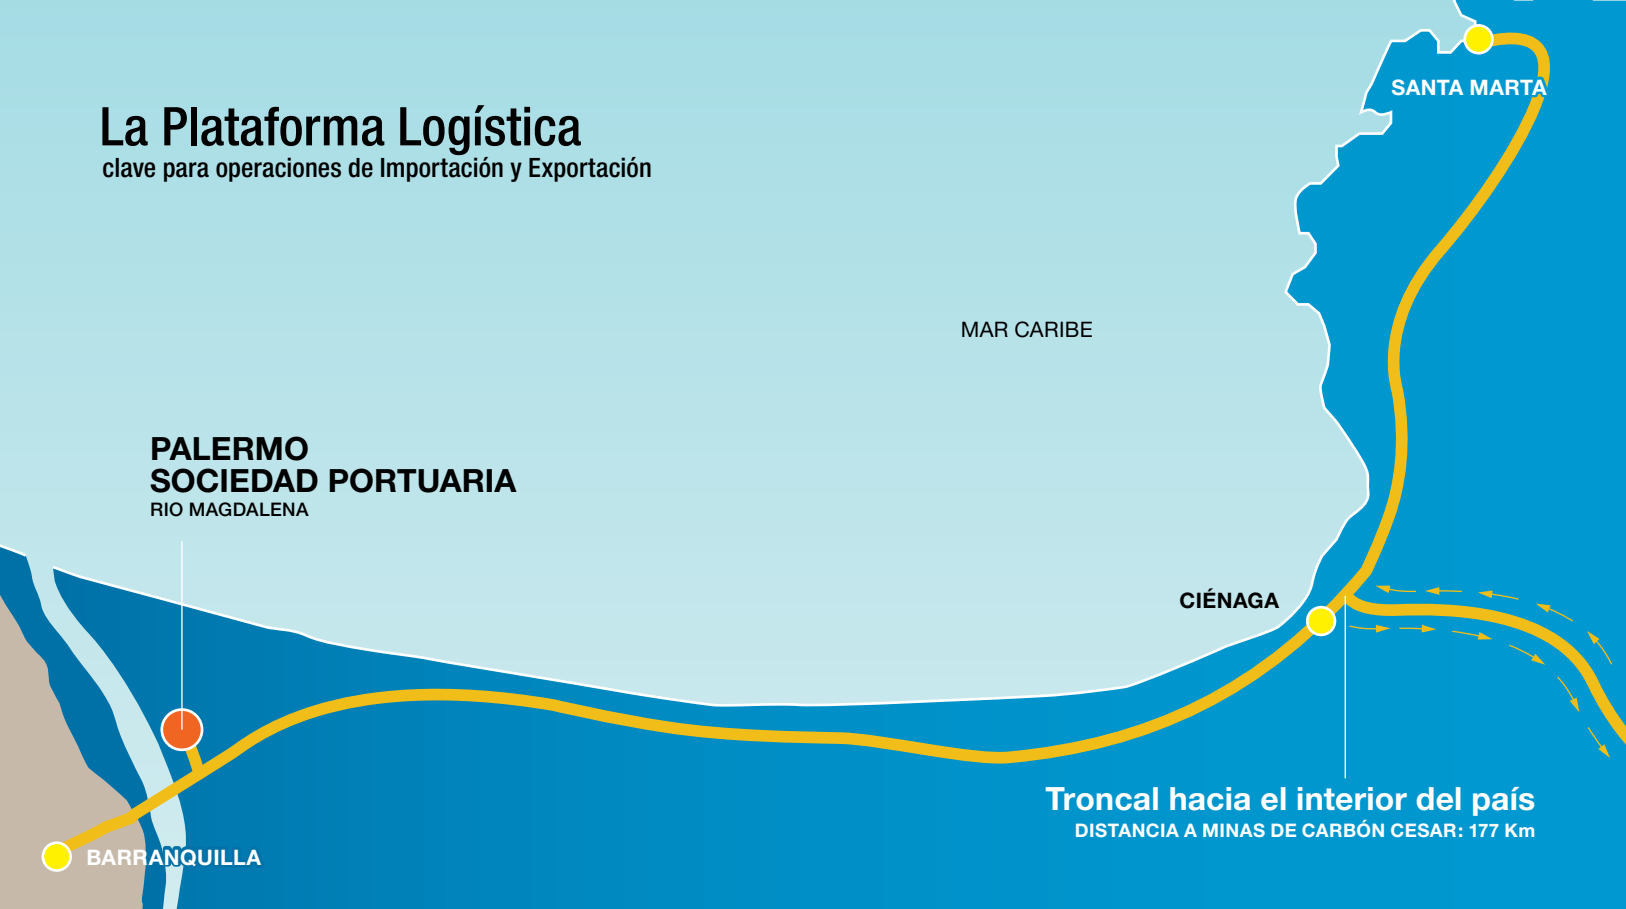 La Plataforma Logística
clave para operaciones de Importación y Exportación
SANTA MARTA
MAR CARIBE
PALERMO
SOCIEDAD PORTUARIA
RIO MAGDALENA
CIÉNAGA
Troncal hacia el interior del país
DISTANCIA A MINAS DE CARBÓN CESAR: 177 Km
BARRANQUILLA